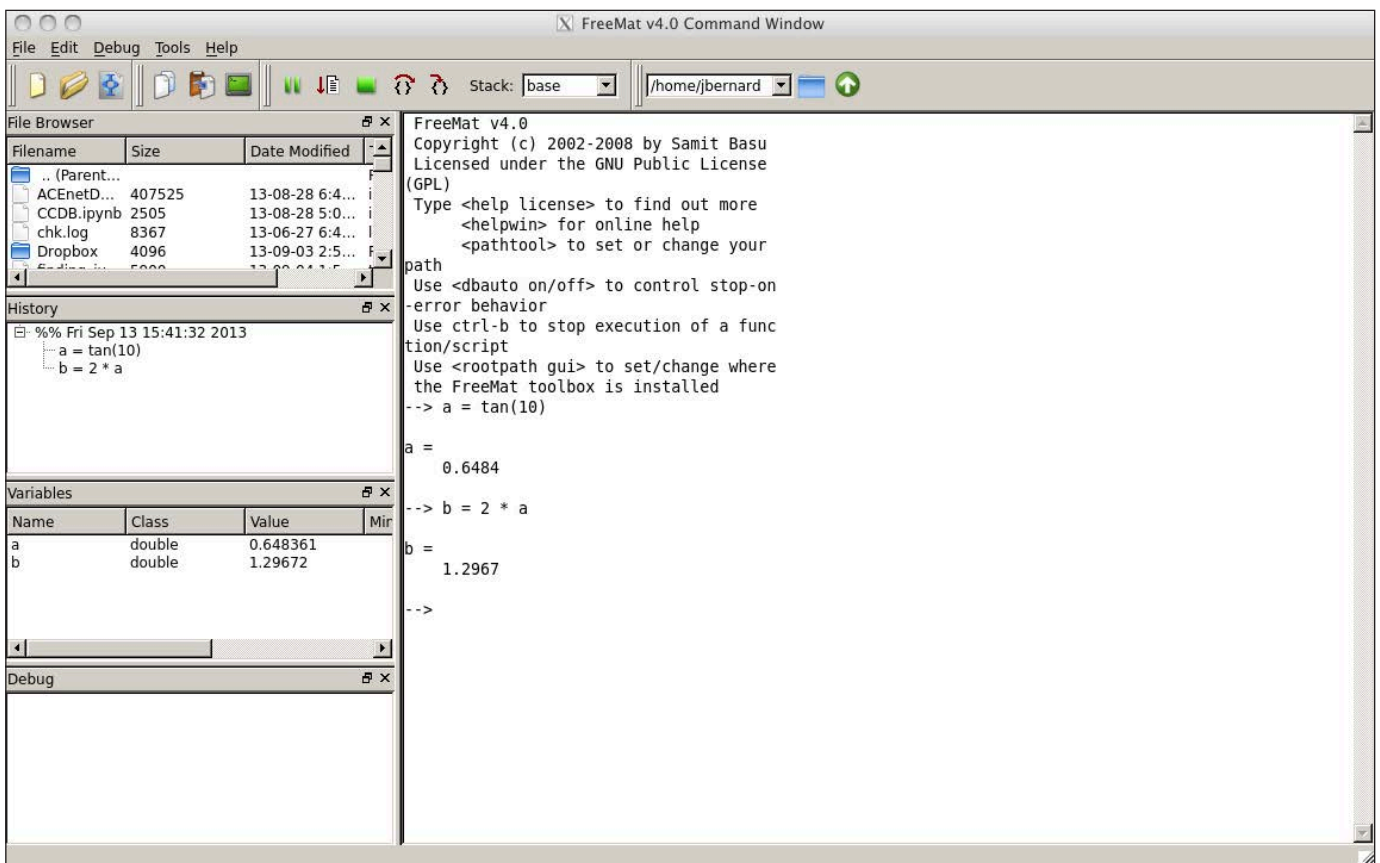 FreeMat v4.0 Command Window
File Edit Debug Tools Help
Stack: base /home/jbernard
File Browser
Filename Size Date Modified
.. (Parent...
ACEnetD... 407525 13-08-28 6:4...
CCDB.ipynb 2505 13-08-28 5:0...
chk.log 8367 13-06-27 6:4...
Dropbox 4096 13-09-03 2:5...
History
%% Fri Sep 13 15:41:32 2013
a = tan(10)
b = 2 * a
Variables
Name Class Value Min
a double 0.648361
b double 1.29672
Debug
FreeMat v4.0
Copyright (c) 2002-2008 by Samit Basu
Licensed under the GNU Public License
(GPL)
Type <help license> to find out more
<helpwin> for online help
<pathtool> to set or change your
path
Use <dbauto on/off> to control stop-on
-error behavior
Use ctrl-b to stop execution of a func
tion/script
Use <rootpath gui> to set/change where
the FreeMat toolbox is installed
--> a = tan(10)
a =
0.6484
--> b = 2 * a
b =
1.2967
-->